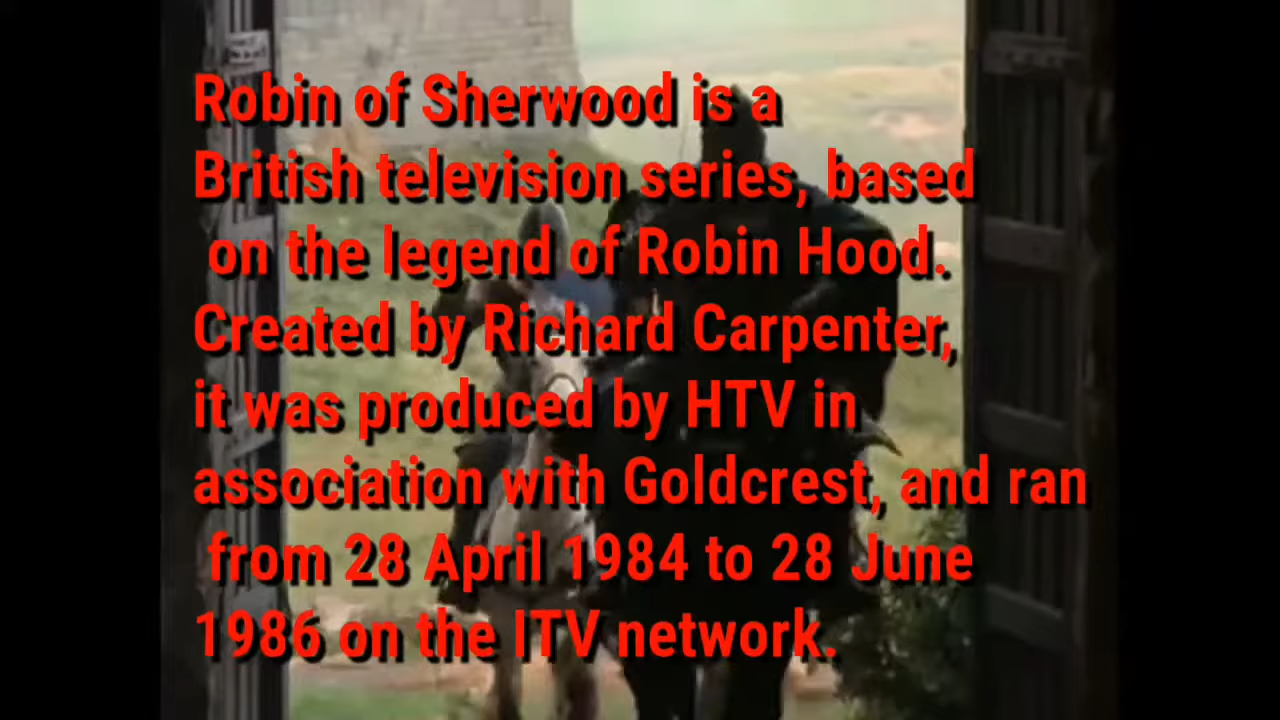 Robin of Sherwood is a
British television series, based
on the legend of Robin Hood.
Created by Richard Carpenter,
it was produced by HTV in
association with Goldcrest, and ran
from 28 April 1984 to 28 June
1986 on the ITV network.